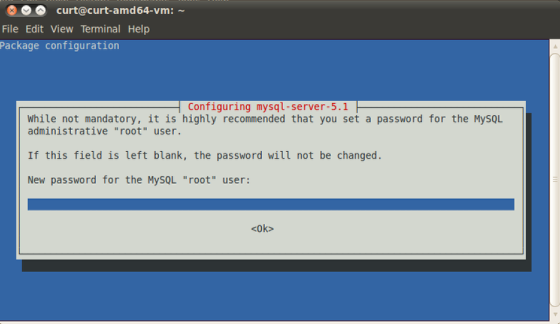 curt@curt-amd64-vm: ~
File Edit View Terminal Help
Package configuration
Configuring mysql-server-5.1
While not mandatory, it is highly recommended that you set a password for the MySQL
administrative "root" user.
If this field is left blank, the password will not be changed.
New password for the MySQL "root" user:
<Ok>